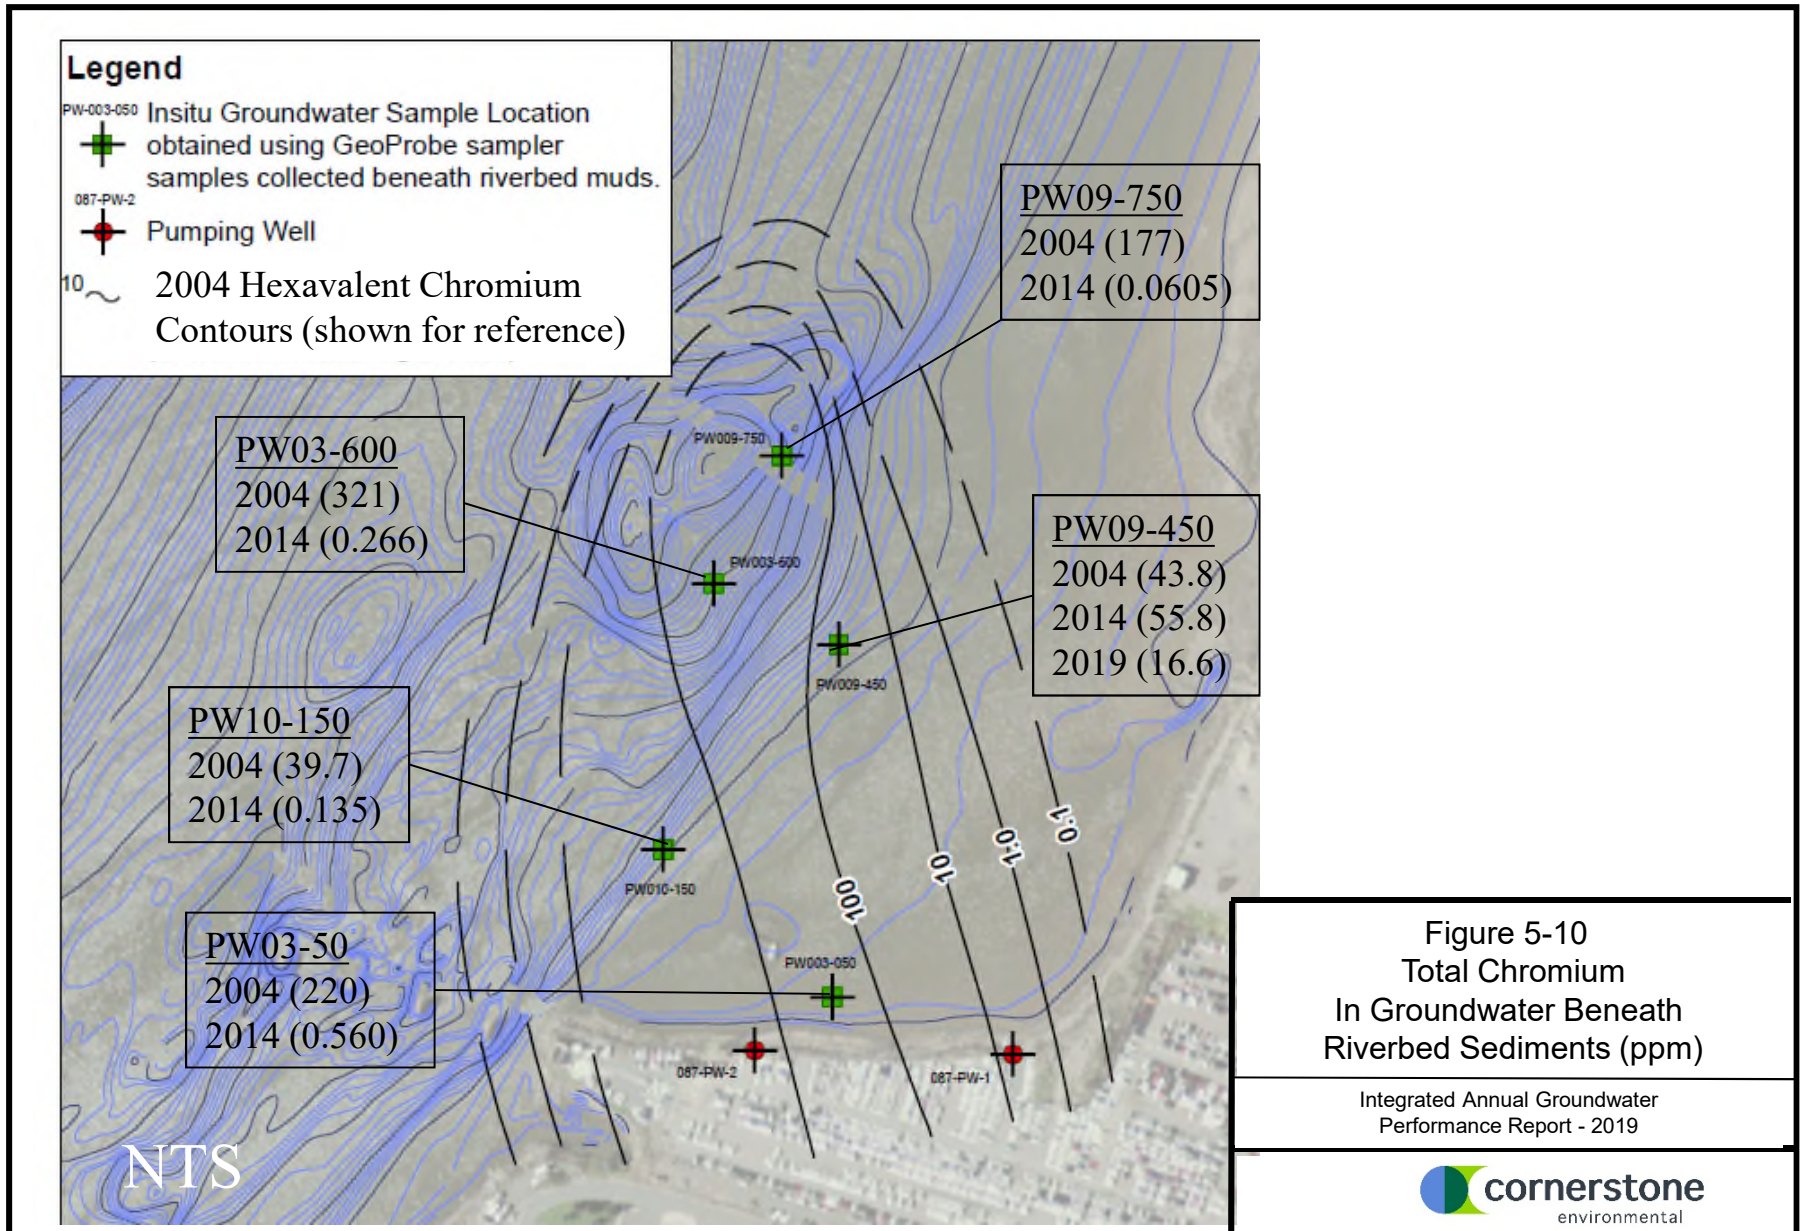 Legend
PW-003-050
Insitu Groundwater Sample Location
obtained using GeoProbe sampler
samples collected beneath riverbed muds.
087-PW-2
Pumping Well
10
2004 Hexavalent Chromium
Contours (shown for reference)
PW09-750
2004 (177)
2014 (0.0605)
PW03-600
2004 (321)
2014 (0.266)
PW009-750
PW09-450
2004 (43.8)
2014 (55.8)
2019 (16.6)
PW003-600
PW009-450
PW10-150
2004 (39.7)
2014 (0.135)
0.1
1.0
10
100
PW010-150
PW03-50
2004 (220)
2014 (0.560)
PW003-050
087-PW-2
087-PW-1
NTS
Figure 5-10
Total Chromium
In Groundwater Beneath
Riverbed Sediments (ppm)
Integrated Annual Groundwater
Performance Report - 2019
cornerstone
environmental